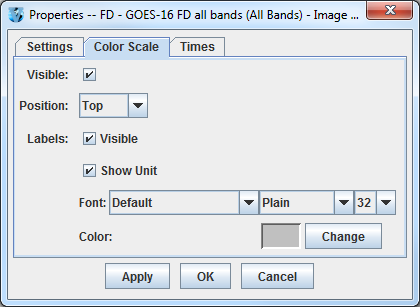 Properties -- FD - GOES-16 FD all bands (All Bands) - Image ...
Settings Color Scale Times
Visible:
Position: Top
Labels: Visible
Show Unit
Font: Default Plain 32
Color: Change
Apply OK Cancel